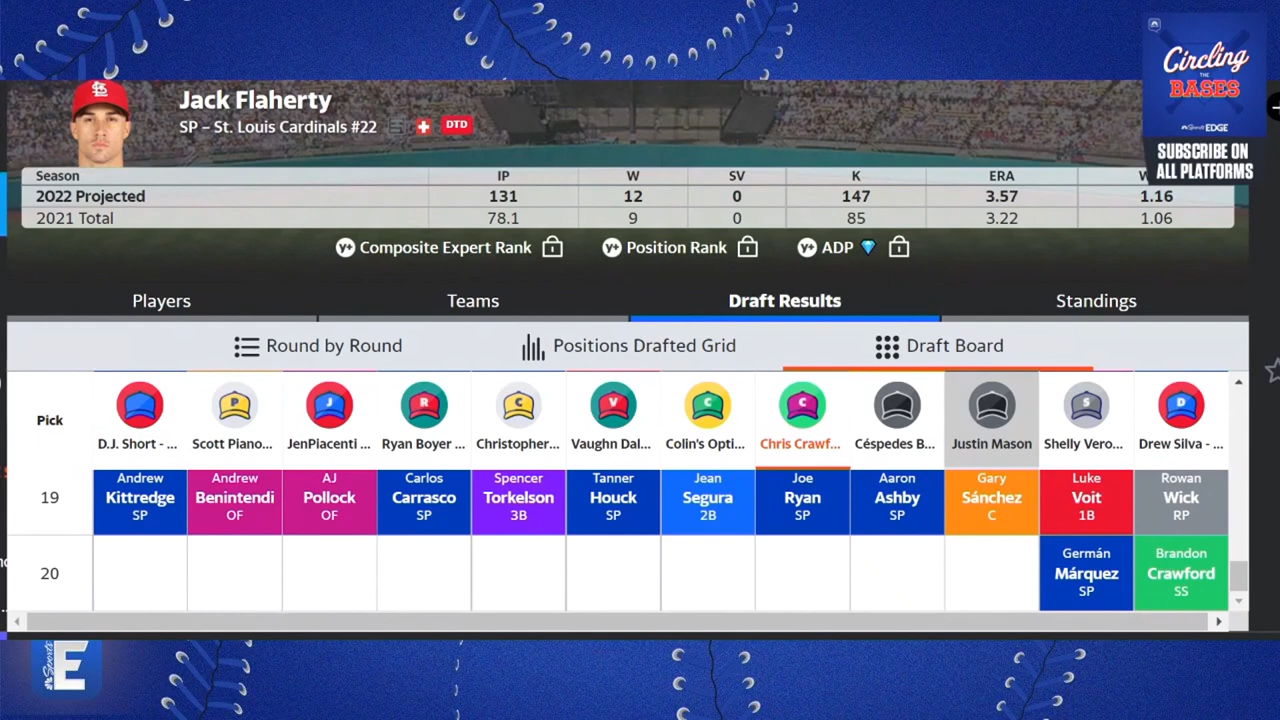 Circling
THE
BASES
Sports EDGE
SUBSCRIBE ON
ALL PLATFORMS
Jack Flaherty
SP – St. Louis Cardinals #22 DTD
Season IP W SV K ERA
2022 Projected 131 12 0 147 3.57 1.16
2021 Total 78.1 9 0 85 3.22 1.06
Y+ Composite Expert Rank Y+ Position Rank Y+ ADP
Players Teams Draft Results Standings
Round by Round Positions Drafted Grid Draft Board
P J R C V C C S D
Pick D.J. Short - ... Scott Piano... JenPiacenti ... Ryan Boyer ... Christopher... Vaughn Dal... Colin's Opti... Chris Crawf... Céspedes B... Justin Mason Shelly Vero... Drew Silva - ...
Andrew Andrew AJ Carlos Spencer Tanner Jean Joe Aaron Gary Luke Rowan
19 Kittredge Benintendi Pollock Carrasco Torkelson Houck Segura Ryan Ashby Sánchez Voit Wick
SP OF OF SP 3B SP 2B SP SP C 1B RP
Germán Brandon
20 Márquez Crawford
SP SS
Sports
E